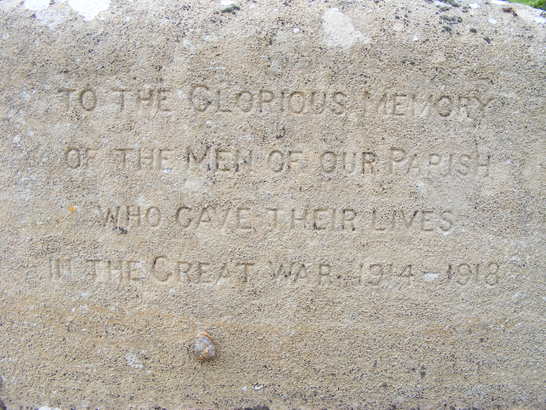 TO THE GLORIOUS MEMORY
OF THE MEN OF OUR PARISH
WHO GAVE THEIR LIVES
IN THE GREAT WAR. 1914-1918